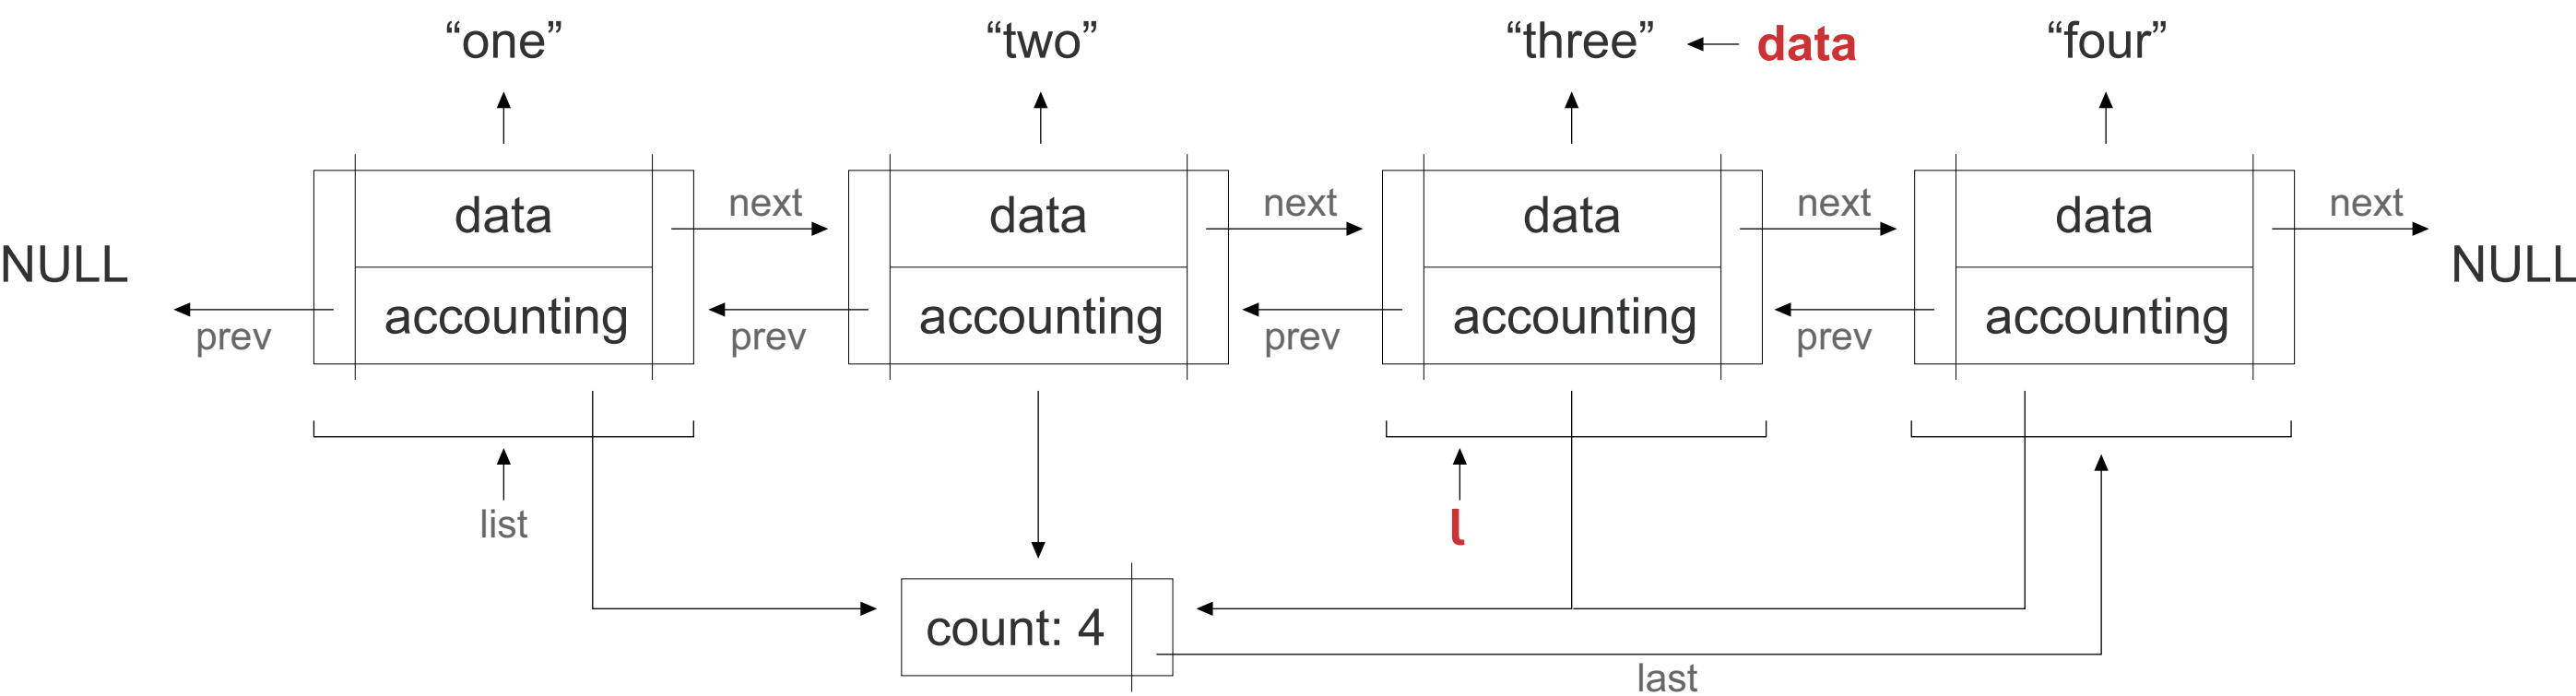 “one”
“two”
“three”
data
“four”
data
next
data
next
data
next
data
next
NULL
NULL
prev
accounting
prev
accounting
prev
accounting
prev
accounting
list
l
count: 4
last